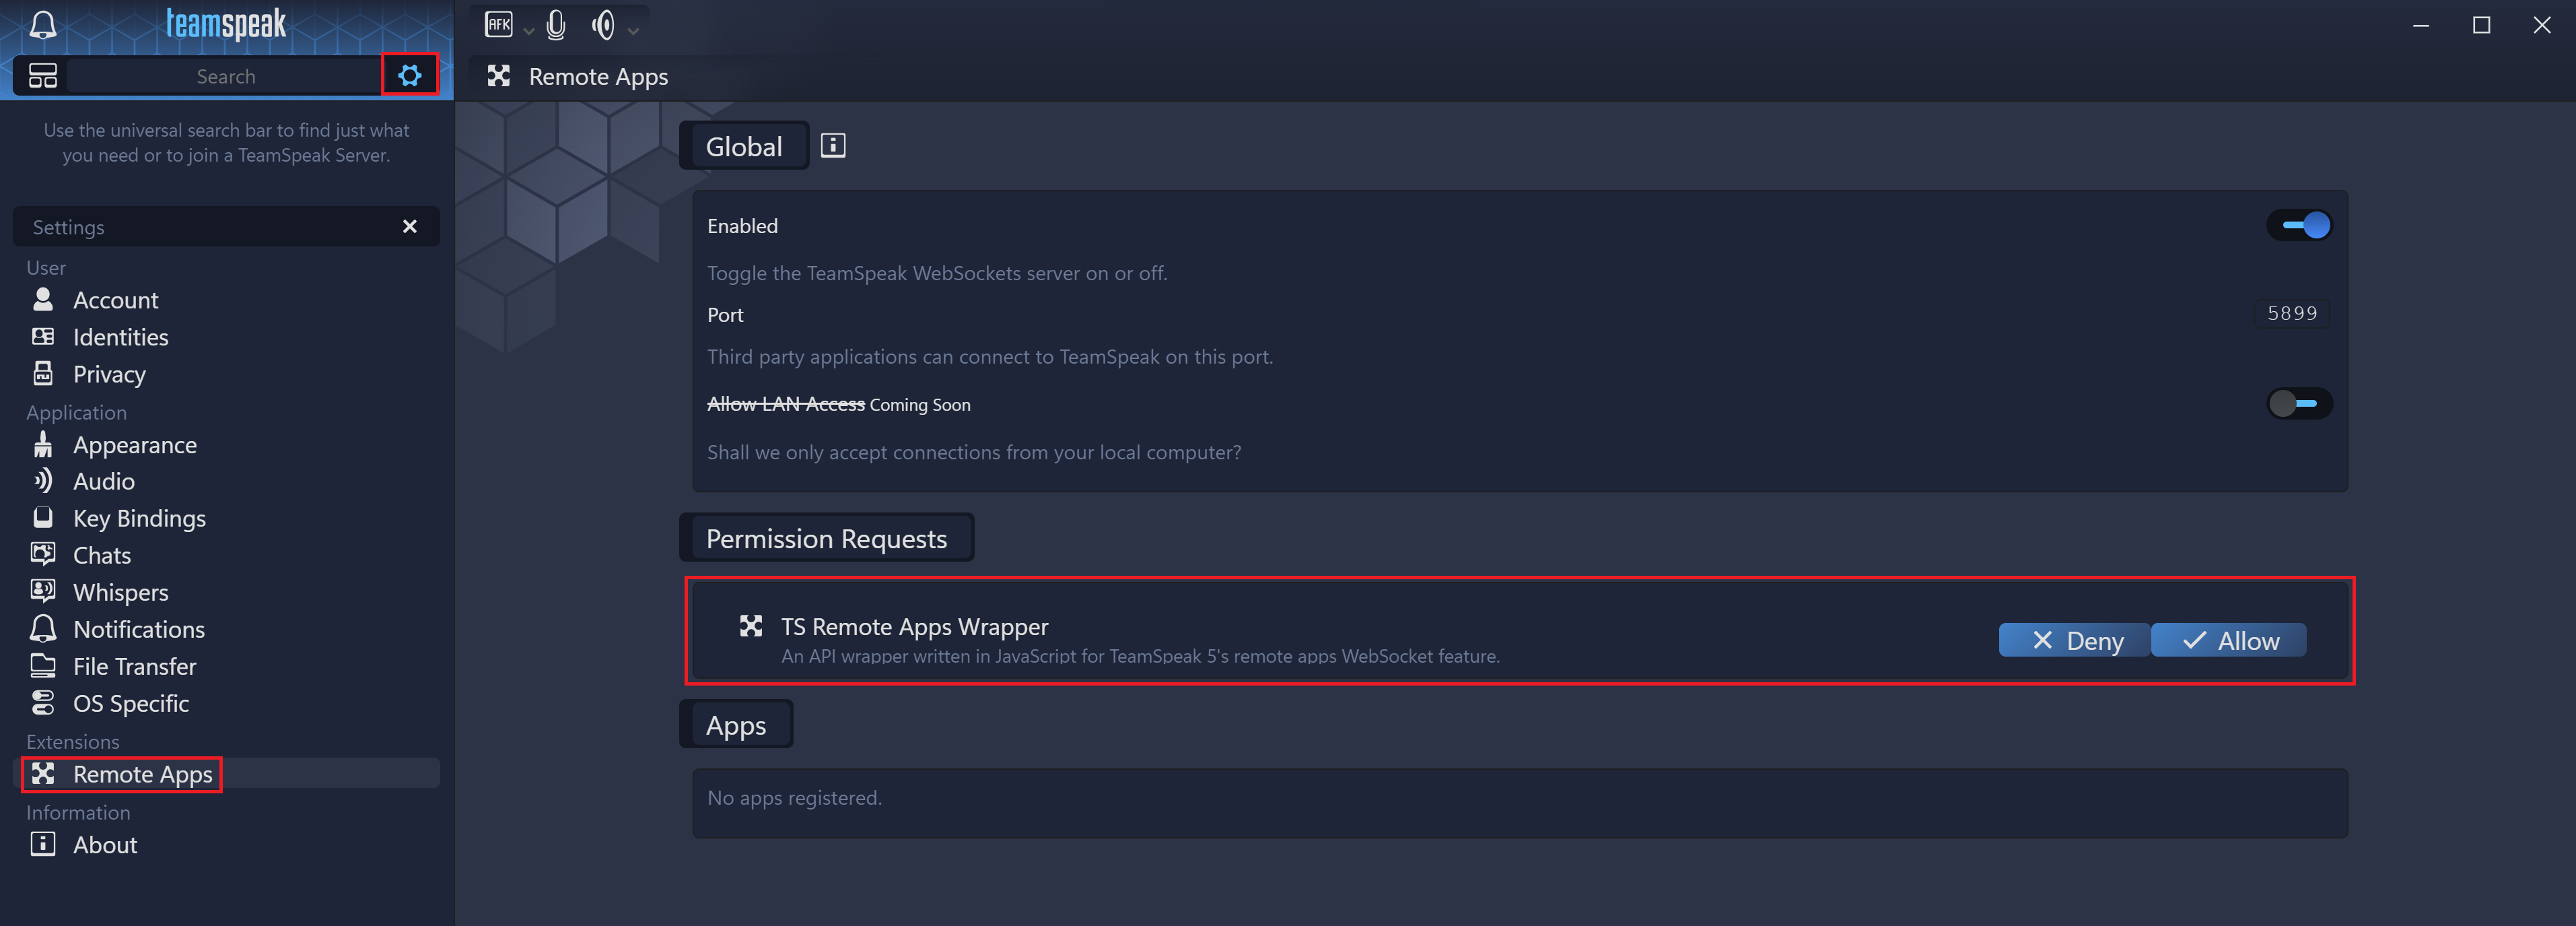 teamspeak
Search
Use the universal search bar to find just what
you need or to join a TeamSpeak Server.
Settings
User
Account
Identities
Privacy
Application
Appearance
Audio
Key Bindings
Chats
Whispers
Notifications
File Transfer
OS Specific
Extensions
Remote Apps
Information
About
AFK
Remote Apps
Global
Enabled
Toggle the TeamSpeak WebSockets server on or off.
Port
5899
Third party applications can connect to TeamSpeak on this port.
Allow LAN Access Coming Soon
Shall we only accept connections from your local computer?
Permission Requests
TS Remote Apps Wrapper
An API wrapper written in JavaScript for TeamSpeak 5's remote apps WebSocket feature.
Deny
Allow
Apps
No apps registered.